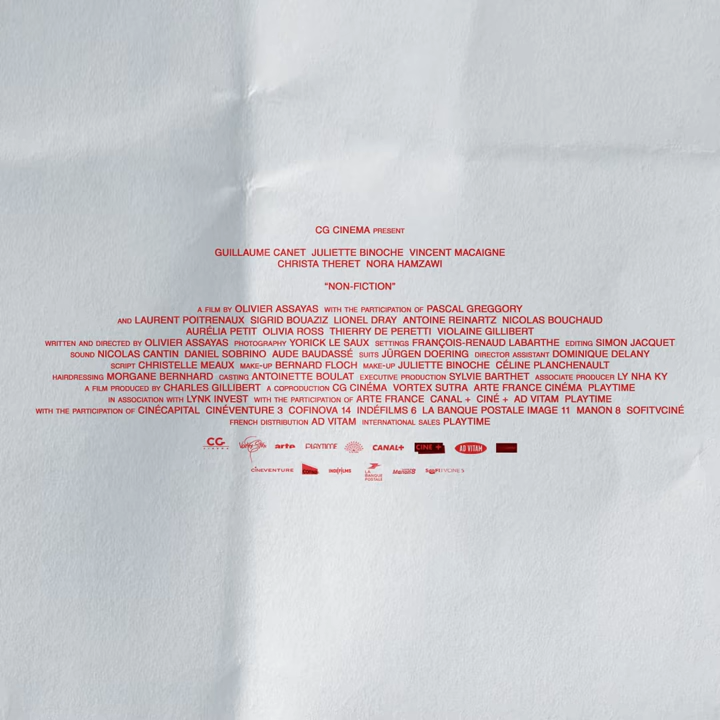 CG CINEMA PRESENT
GUILLAUME CANET JULIETTE BINOCHE VINCENT MACAIGNE
CHRISTA THERET NORA HAMZAWI
“NON-FICTION”
A FILM BY OLIVIER ASSAYAS WITH THE PARTICIPATION OF PASCAL GREGGORY
AND LAURENT POITRENAUX SIGRID BOUAZIZ LIONEL DRAY ANTOINE REINARTZ NICOLAS BOUCHAUD
AURÉLIA PETIT OLIVIA ROSS THIERRY DE PERETTI VIOLAINE GILLIBERT
WRITTEN AND DIRECTED BY OLIVIER ASSAYAS PHOTOGRAPHY YORICK LE SAUX SETTINGS FRANÇOIS-RENAUD LABARTHE EDITING SIMON JACQUET
SOUND NICOLAS CANTIN DANIEL SOBRINO AUDE BAUDASSÉ SUITS JÜRGEN DOERING DIRECTOR ASSISTANT DOMINIQUE DELANY
SCRIPT CHRISTELLE MEAUX MAKE-UP BERNARD FLOCH MAKE-UP JULIETTE BINOCHE CÉLINE PLANCHENAULT
HAIRDRESSING MORGANE BERNHARD CASTING ANTOINETTE BOULAT EXECUTIVE PRODUCTION SYLVIE BARTHET ASSOCIATE PRODUCER LY NHA KY
A FILM PRODUCED BY CHARLES GILLIBERT A COPRODUCTION CG CINÉMA VORTEX SUTRA ARTE FRANCE CINÉMA PLAYTIME
IN ASSOCIATION WITH LYNK INVEST WITH THE PARTICIPATION OF ARTE FRANCE CANAL + CINÉ + AD VITAM PLAYTIME
WITH THE PARTICIPATION OF CINÉCAPITAL CINÉVENTURE 3 COFINOVA 14 INDÉFILMS 6 LA BANQUE POSTALE IMAGE 11 MANON 8 SOFITVCINÉ
FRENCH DISTRIBUTION AD VITAM INTERNATIONAL SALES PLAYTIME
CG CINEMA arte PLAYTIME CANAL+ CINE + AD VITAM
CINEVENTURE INDÉFILMS LA BANQUE POSTALE